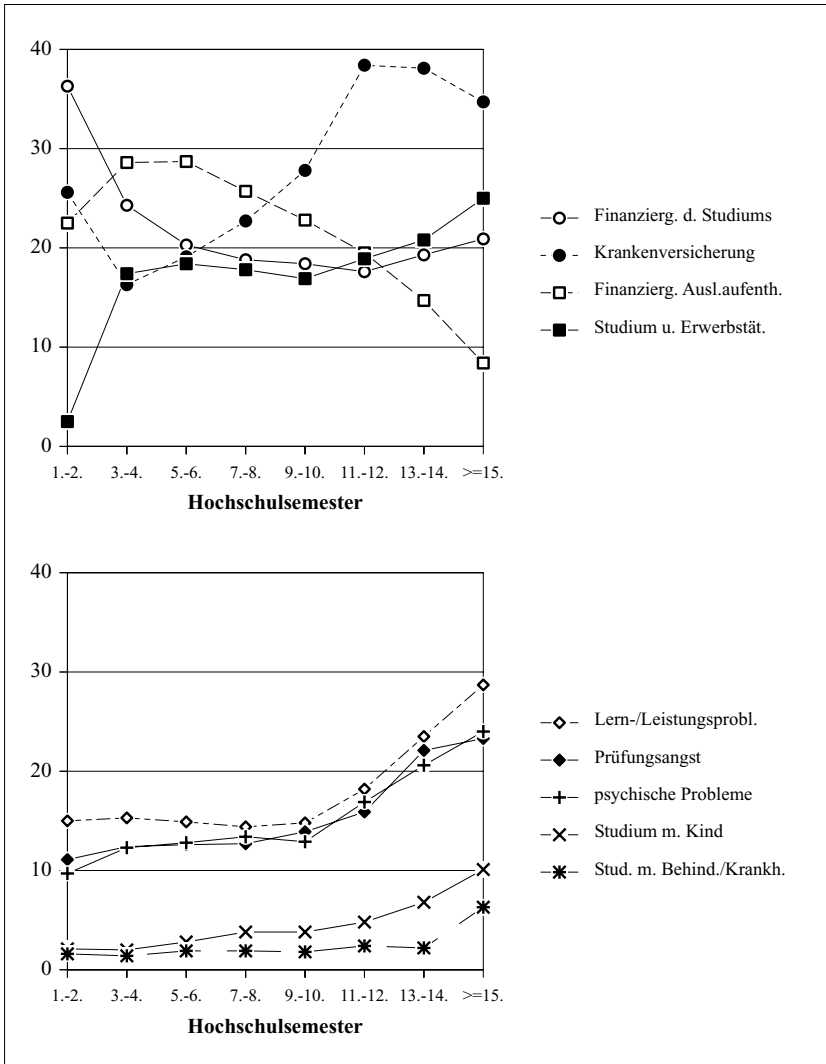 40
30
20
10
0
1.-2. 3.-4. 5.-6. 7.-8. 9.-10. 11.-12. 13.-14. >=15.
Hochschulsemester
Finanzierg. d. Studiums
Krankenversicherung
Finanzierg. Ausl.aufenth.
Studium u. Erwerbstät.
40
30
20
10
0
1.-2. 3.-4. 5.-6. 7.-8. 9.-10. 11.-12. 13.-14. >=15.
Hochschulsemester
Lern-/Leistungsprobl.
Prüfungsangst
psychische Probleme
Studium m. Kind
Stud. m. Behind./Krankh.